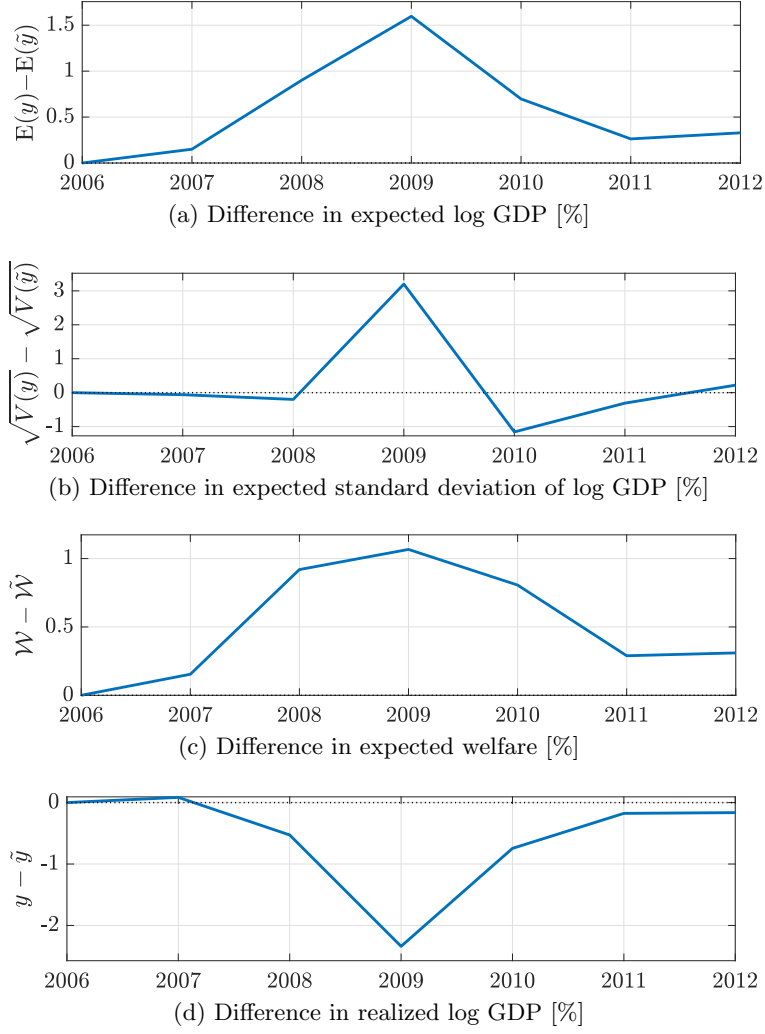 E(y)−E(ỹ)
1.5
1
0.5
0
2006 2007 2008 2009 2010 2011 2012
(a) Difference in expected log GDP [%]
√V(y) − √V(ỹ)
3
2
1
0
-1
2006 2007 2008 2009 2010 2011 2012
(b) Difference in expected standard deviation of log GDP [%]
𝒲 − 𝒲̃
1
0.5
0
2006 2007 2008 2009 2010 2011 2012
(c) Difference in expected welfare [%]
y − ỹ
0
-1
-2
2006 2007 2008 2009 2010 2011 2012
(d) Difference in realized log GDP [%]